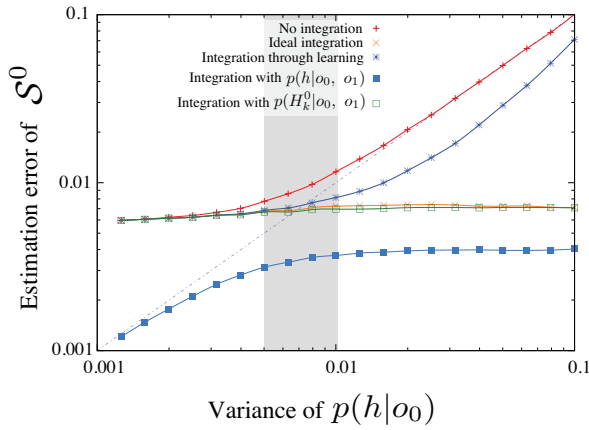 0.1
No integration
Ideal integration
Integration through learning
Integration with p(h|o₀, o₁)
Integration with p(H⁰ₖ|o₀, o₁)
Estimation error of S⁰
0.01
0.001
0.001 0.01 0.1
Variance of p(h|o₀)